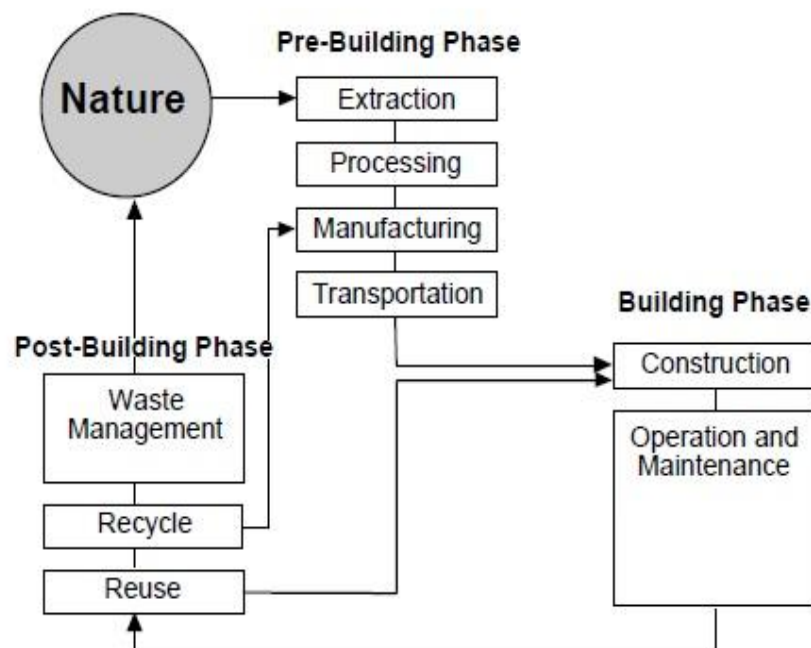 Nature
Pre-Building Phase
Extraction
Processing
Manufacturing
Transportation
Building Phase
Construction
Operation and
Maintenance
Post-Building Phase
Waste
Management
Recycle
Reuse